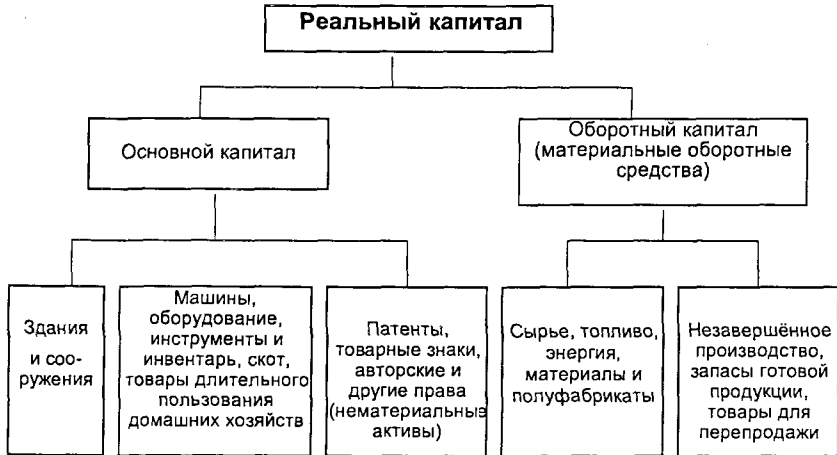 Реальный капитал
Основной капитал
Оборотный капитал
(материальные оборотные
средства)
Здания
и соо-
ружения
Машины,
оборудование,
инструменты и
инвентарь, скот,
товары длительного
пользования
домашних хозяйств
Патенты,
товарные знаки,
авторские и
другие права
(нематериальные
активы)
Сырье, топливо,
энергия,
материалы и
полуфабрикаты
Незавершённое
производство,
запасы готовой
продукции,
товары для
перепродажи